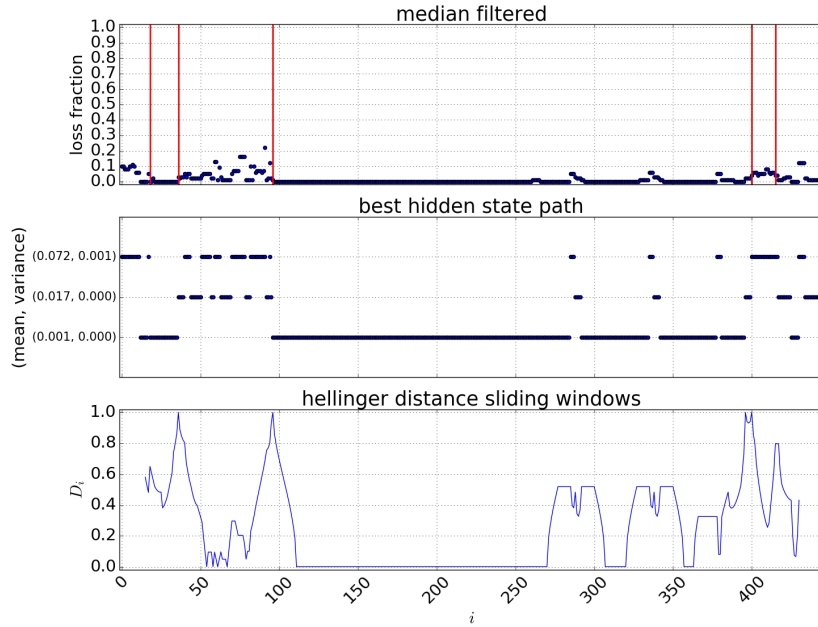 median filtered
loss fraction
1.0
0.9
0.8
0.7
0.6
0.5
0.4
0.3
0.2
0.1
0.0
best hidden state path
(mean, variance)
(0.072, 0.001)
(0.017, 0.000)
(0.001, 0.000)
hellinger distance sliding windows
D_i
1.0
0.8
0.6
0.4
0.2
0.0
0 50 100 150 200 250 300 350 400
i